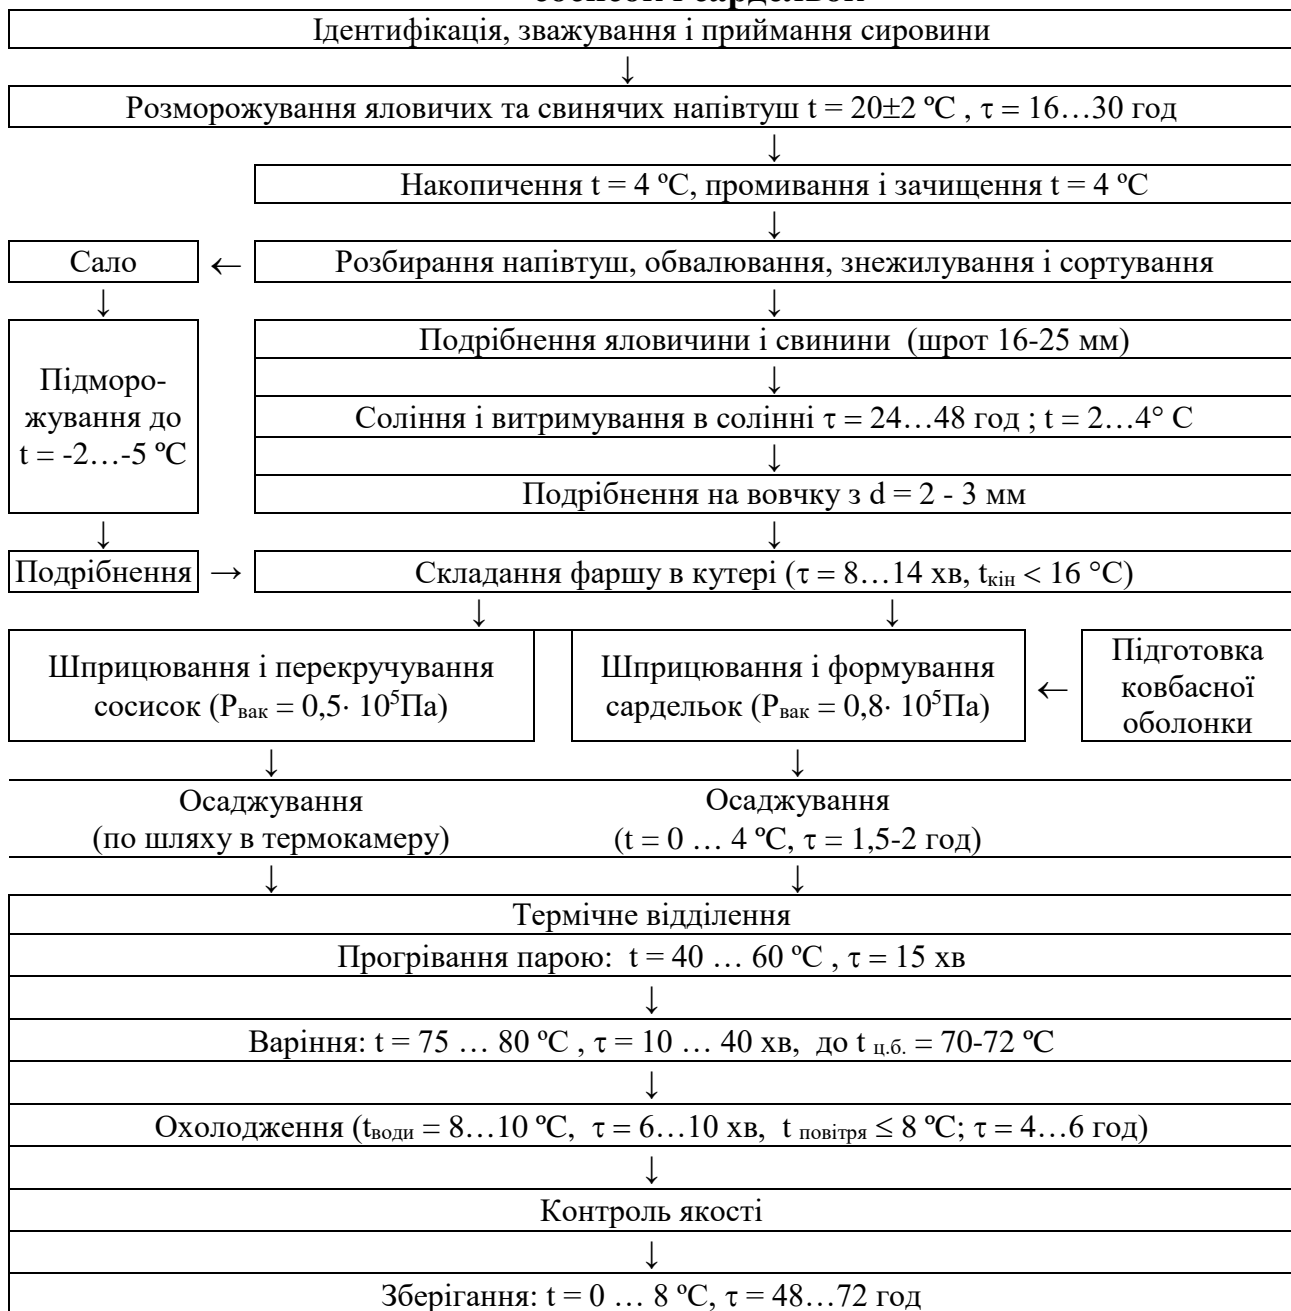 сосисок і сардельок
Ідентифікація, зважування і приймання сировини
↓
Розморожування яловичих та свинячих напівтуш t = 20±2 ºС , τ = 16…30 год
↓
Накопичення t = 4 ºС, промивання і зачищення t = 4 ºС
↓
Сало ← Розбирання напівтуш, обвалювання, знежилування і сортування
↓ ↓
Підморо-
жування до
t = -2…-5 ºС
Подрібнення яловичини і свинини (шрот 16-25 мм)
↓
Соління і витримування в солінні τ = 24…48 год ; t = 2…4° С
↓
Подрібнення на вовчку з d = 2 - 3 мм
↓ ↓
Подрібнення → Складання фаршу в кутері (τ = 8…14 хв, tкін < 16 °С)
↓ ↓
Шприцювання і перекручування
сосисок (Рвак = 0,5· 10⁵Па)
Шприцювання і формування
сардельок (Рвак = 0,8· 10⁵Па)
←
Підготовка
ковбасної
оболонки
↓ ↓
Осаджування
(по шляху в термокамеру)
Осаджування
(t = 0 … 4 ºС, τ = 1,5-2 год)
↓ ↓
Термічне відділення
Прогрівання парою: t = 40 … 60 ºС , τ = 15 хв
↓
Варіння: t = 75 … 80 ºС , τ = 10 … 40 хв, до t ц.б. = 70-72 ºС
↓
Охолодження (tводи = 8…10 ºС, τ = 6…10 хв, t повітря ≤ 8 ºС; τ = 4…6 год)
↓
Контроль якості
↓
Зберігання: t = 0 … 8 ºС, τ = 48…72 год